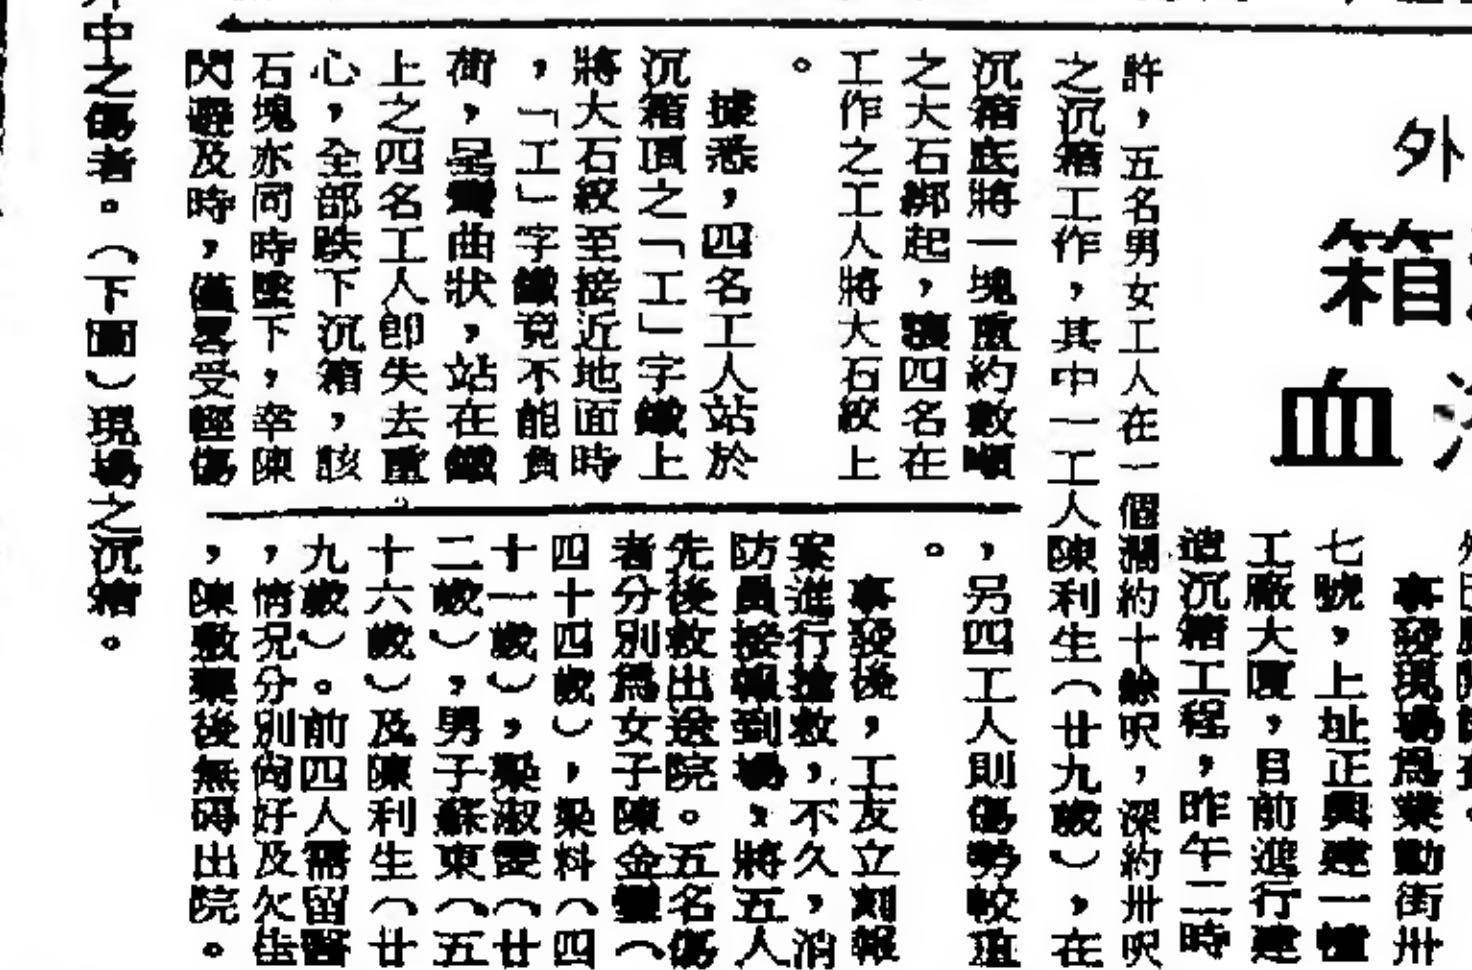 外
箱
血
事發現場爲業勤街卅
七號，上址正興建一幢
工廠大厦，目前進行建
造沉箱工程，昨午二時
許，五名男女工人在一個濶約十餘呎，深約卅呎
之沉箱工作，其中一工人陳利生（廿九歲），在
沉箱底將一塊重約數噸
之大石綁起，讓四名在
工作之工人將大石絞上
。
據悉，四名工人站於
沉箱頂之「工」字鐵上
將大石絞至接近地面時
，「工」字鐵竟不能負
荷，呈彎曲狀，站在鐵
上之四名工人卽失去重
心，全部跌下沉箱，該
石塊亦同時墜下，幸陳
閃避及時，僅畧受輕傷
，另四工人則傷勢較重
。
事發後，工友立刻報
案進行搶救，不久，消
防員接報到場，將五人
先後救出送院。五名傷
者分別爲女子陳金（
四十四歲），梁料（四
十一歲），梁淑雯（廿
二歲），男子蘇東（五
十六歲）及陳利生（廿
九歲）。前四人需留醫
，情况分別尚好及欠佳
，陳敷藥後無碍出院。
中之傷者。（下圖）現場之沉箱。